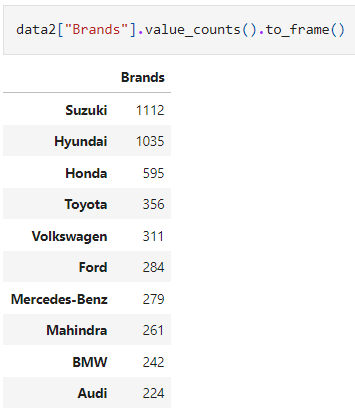 data2["Brands"].value_counts().to_frame()
Brands
Suzuki 1112
Hyundai 1035
Honda 595
Toyota 356
Volkswagen 311
Ford 284
Mercedes-Benz 279
Mahindra 261
BMW 242
Audi 224